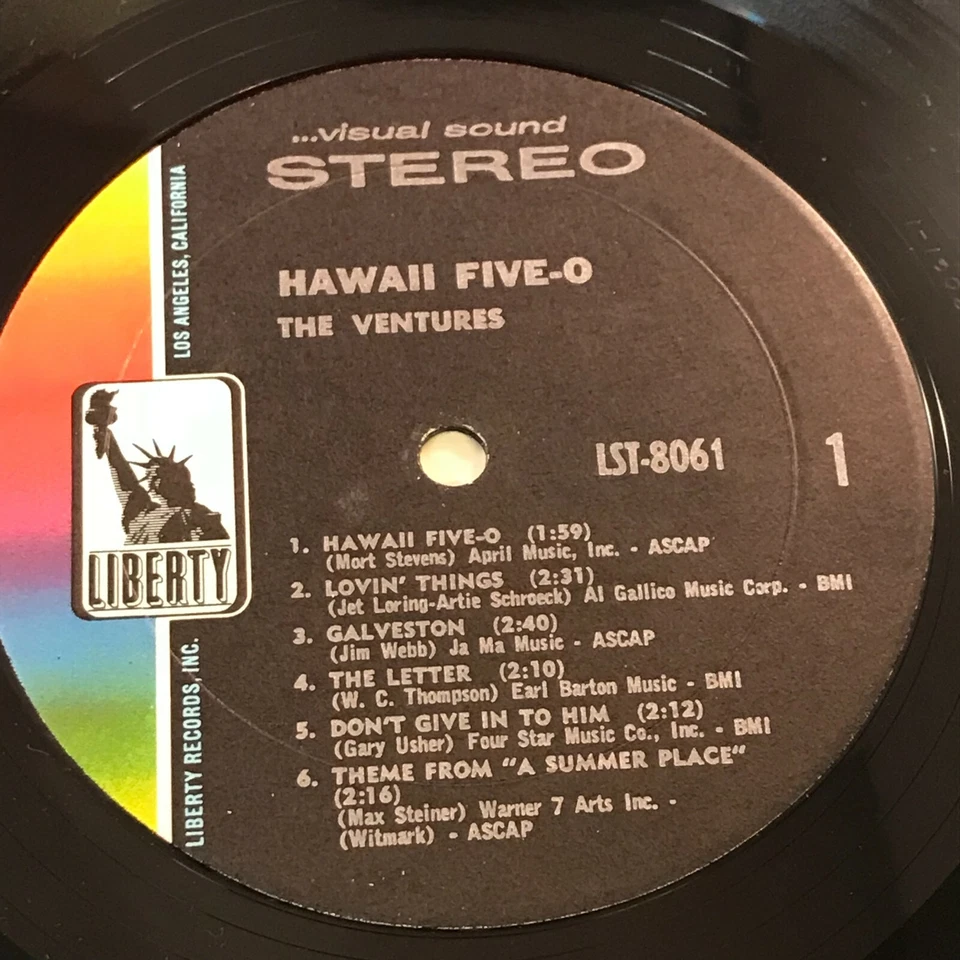 ...visual sound
STEREO
HAWAII FIVE-O
THE VENTURES
LST-8061
1
LOS ANGELES, CALIFORNIA
LIBERTY
LIBERTY RECORDS, INC.
1. HAWAII FIVE-O (1:59)
(Mort Stevens) April Music, Inc. - ASCAP
2. LOVIN' THINGS (2:31)
(Jet Loring-Artie Schroeck) Al Gallico Music Corp. - BMI
3. GALVESTON (2:40)
(Jim Webb) Ja Ma Music - ASCAP
4. THE LETTER (2:10)
(W. C. Thompson) Earl Barton Music - BMI
5. DON'T GIVE IN TO HIM (2:12)
(Gary Usher) Four Star Music Co., Inc. - BMI
6. THEME FROM "A SUMMER PLACE"
(2:16)
(Max Steiner) Warner 7 Arts Inc. -
(Witmark) - ASCAP